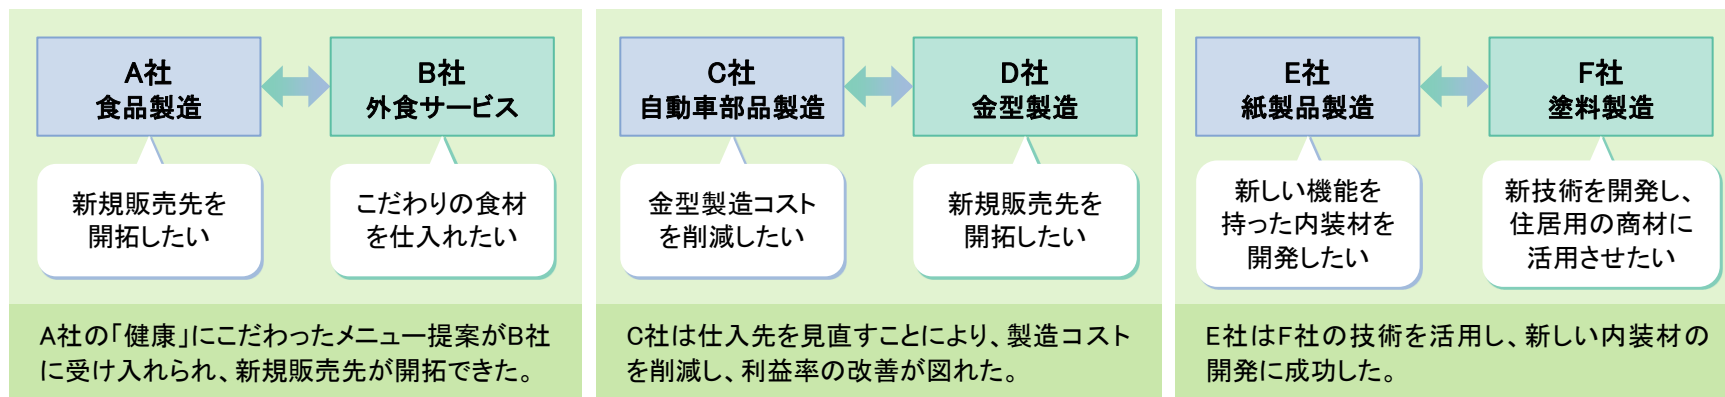 A社
食品製造
B社
外食サービス
新規販売先を
開拓したい
こだわりの食材
を仕入れたい
A社の「健康」にこだわったメニュー提案がB社
に受け入れられ、新規販売先が開拓できた。
C社
自動車部品製造
D社
金型製造
金型製造コスト
を削減したい
新規販売先を
開拓したい
C社は仕入先を見直すことにより、製造コスト
を削減し、利益率の改善が図れた。
E社
紙製品製造
F社
塗料製造
新しい機能を
持った内装材を
開発したい
新技術を開発し、
住居用の商材に
活用させたい
E社はF社の技術を活用し、新しい内装材の
開発に成功した。